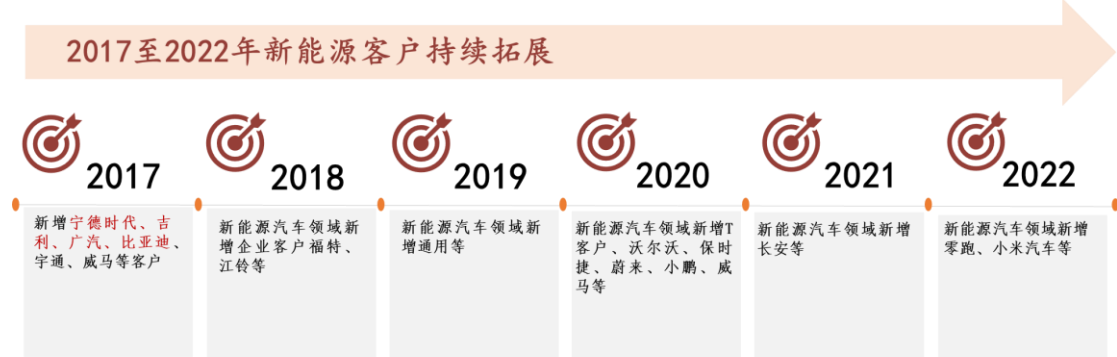 2017至2022年新能源客户持续拓展
2017
新增宁德时代、吉
利、广汽、比亚迪、
宇通、威马等客户
2018
新能源汽车领域新
增企业客户福特、
江铃等
2019
新能源汽车领域新
增通用等
2020
新能源汽车领域新增T
客户、沃尔沃、保时
捷、蔚来、小鹏、威
马等
2021
新能源汽车领域新增
长安等
2022
新能源汽车领域新增
零跑、小米汽车等